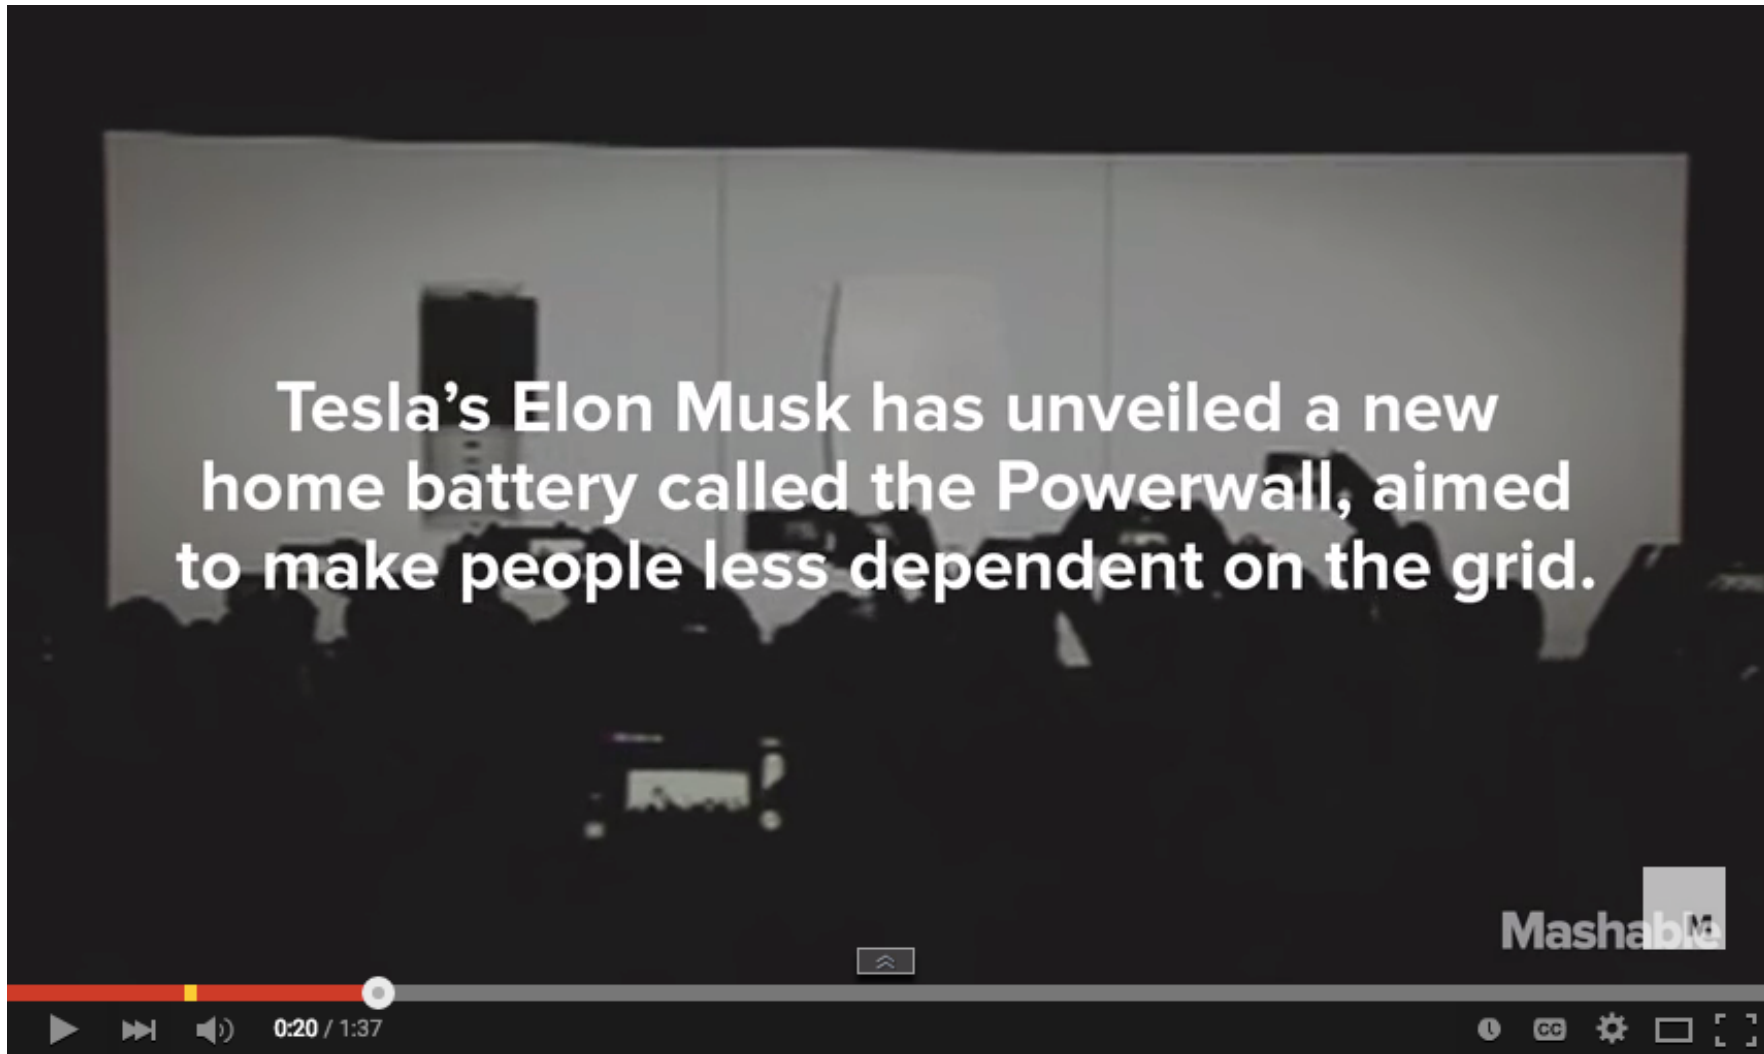 Tesla's Elon Musk has unveiled a new
home battery called the Powerwall, aimed
to make people less dependent on the grid.
Mashable
M
0:20 / 1:37
CC